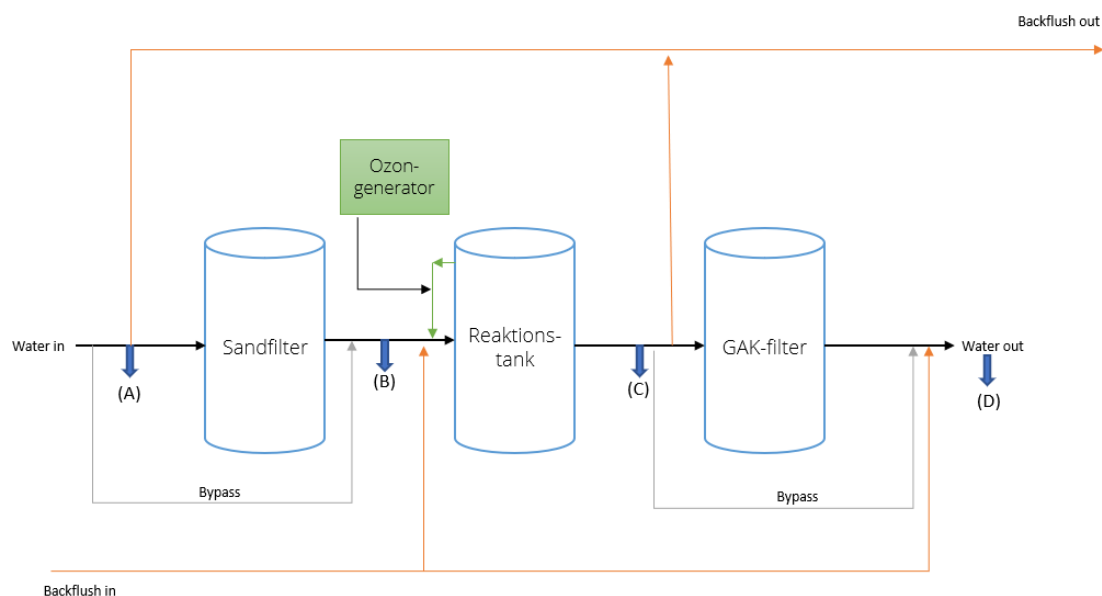 Backflush out
Ozon-
generator
Water in
Sandfilter
Reaktions-
tank
GAK-filter
Water out
(A)
(B)
(C)
(D)
Bypass
Bypass
Backflush in